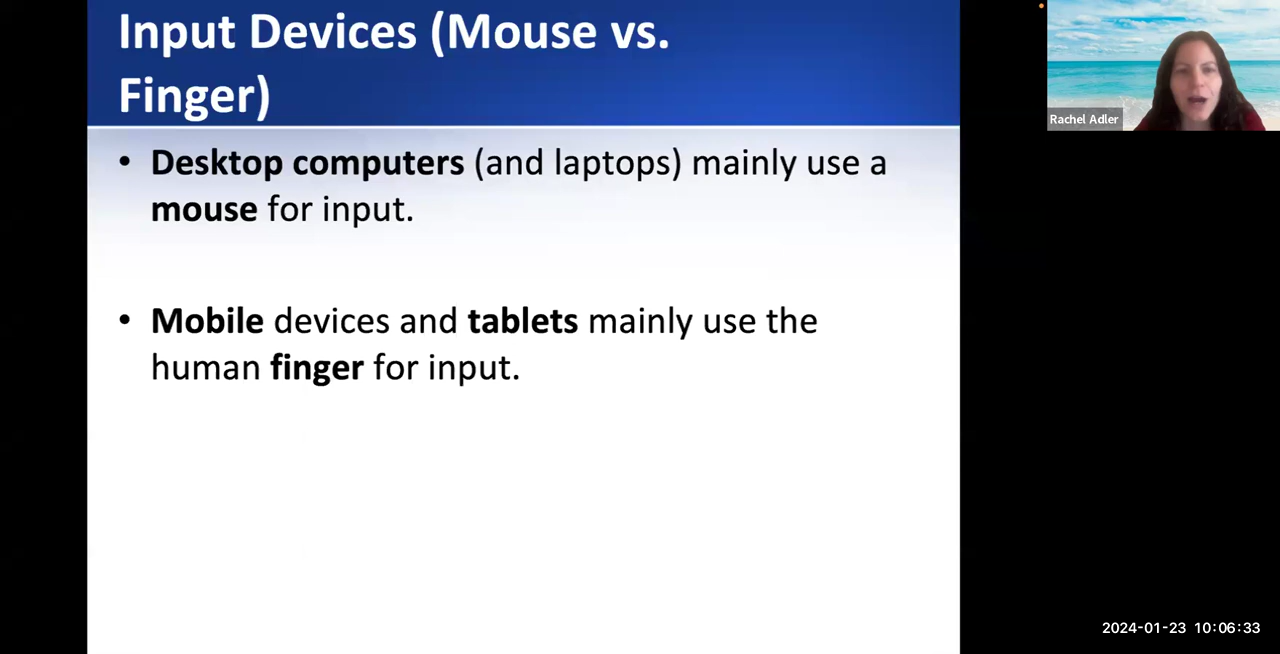 Input Devices (Mouse vs.
Finger)
• Desktop computers (and laptops) mainly use a
mouse for input.
• Mobile devices and tablets mainly use the
human finger for input.
Rachel Adler
2024-01-23 10:06:33